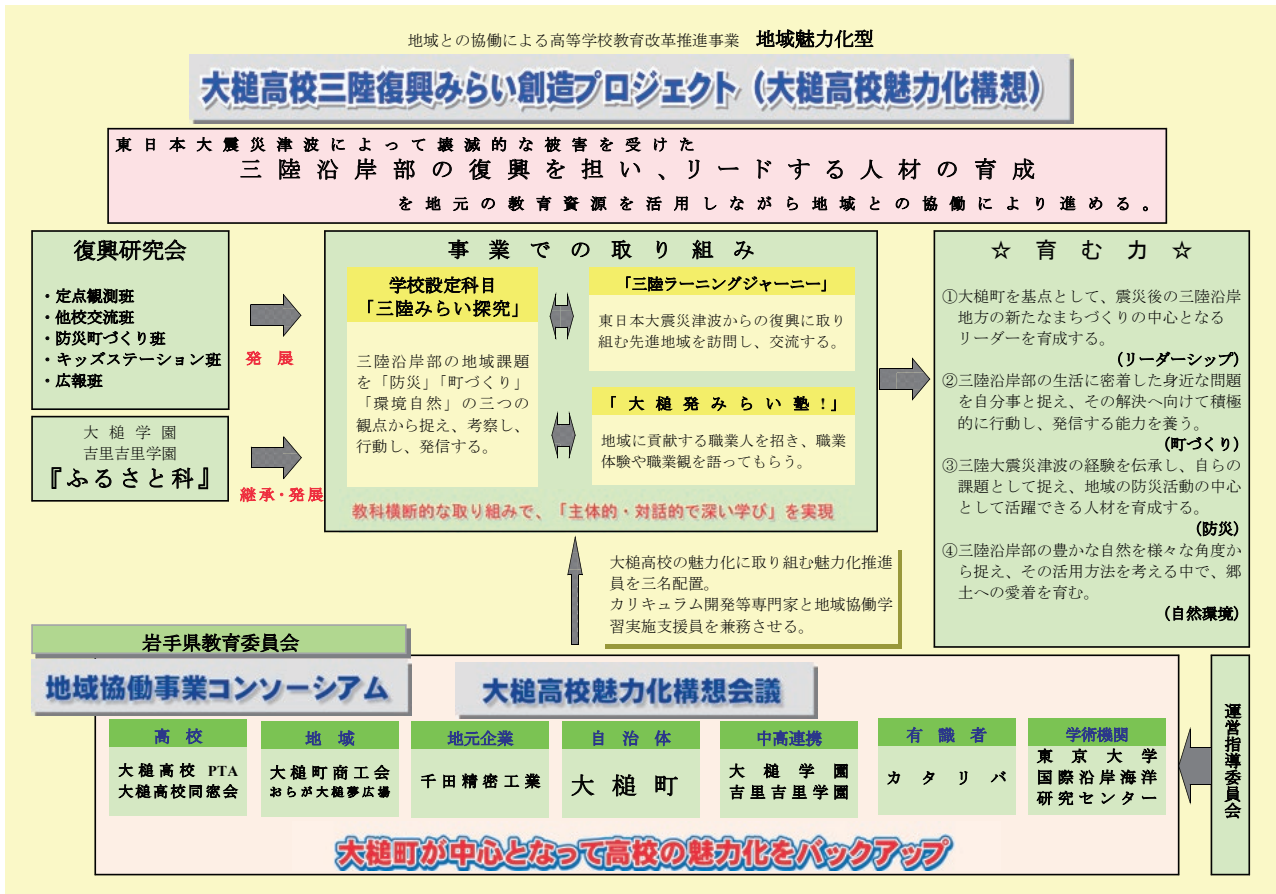 地域との協働による高等学校教育改革推進事業 地域魅力化型
大槌高校三陸復興みらい創造プロジェクト（大槌高校魅力化構想）
東日本大震災津波によって壊滅的な被害を受けた
三陸沿岸部の復興を担い、リードする人材の育成
を地元の教育資源を活用しながら地域との協働により進める。
復興研究会
・定点観測班
・他校交流班
・防災町づくり班
・キッズステーション班
・広報班
大槌学園
吉里吉里学園
『ふるさと科』
発 展
継承・発展
事業での取り組み
学校設定科目
「三陸みらい探究」
三陸沿岸部の地域課題
を「防災」「町づくり」
「環境自然」の三つの
観点から捉え、考察し、
行動し、発信する。
「三陸ラーニングジャーニー」
東日本大震災津波からの復興に取り
組む先進地域を訪問し、交流する。
「大槌発みらい塾!」
地域に貢献する職業人を招き、職業
体験や職業観を語ってもらう。
教科横断的な取り組みで、「主体的・対話的で深い学び」を実現
☆ 育 む 力 ☆
①大槌町を基点として、震災後の三陸沿岸
地方の新たなまちづくりの中心となる
リーダーを育成する。
（リーダーシップ）
②三陸沿岸部の生活に密着した身近な問題
を自分事と捉え、その解決へ向けて積極
的に行動し、発信する能力を養う。
（町づくり）
③三陸大震災津波の経験を伝承し、自らの
課題として捉え、地域の防災活動の中心
として活躍できる人材を育成する。
（防災）
④三陸沿岸部の豊かな自然を様々な角度か
ら捉え、その活用方法を考える中で、郷
土への愛着を育む。
（自然環境）
大槌高校の魅力化に取り組む魅力化推進
員を三名配置。
カリキュラム開発等専門家と地域協働学
習実施支援員を兼務させる。
岩手県教育委員会
地域協働事業コンソーシアム
大槌高校魅力化構想会議
高 校
大槌高校 PTA
大槌高校同窓会
地 域
大槌町商工会
おらが大槌夢広場
地元企業
千田精密工業
自治体
大槌町
中高連携
大槌学園
吉里吉里学園
有識者
カタリバ
学術機関
東京大学
国際沿岸海洋
研究センター
運営指導委員会
大槌町が中心となって高校の魅力化をバックアップ